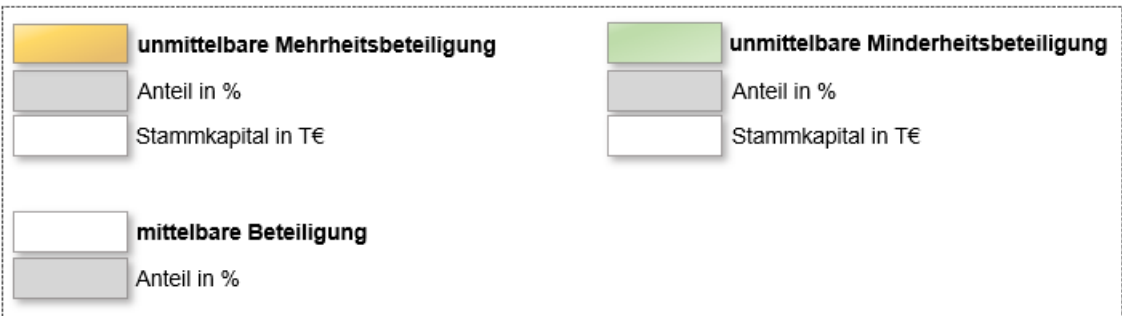 unmittelbare Mehrheitsbeteiligung
Anteil in %
Stammkapital in T€
unmittelbare Minderheitsbeteiligung
Anteil in %
Stammkapital in T€
mittelbare Beteiligung
Anteil in %